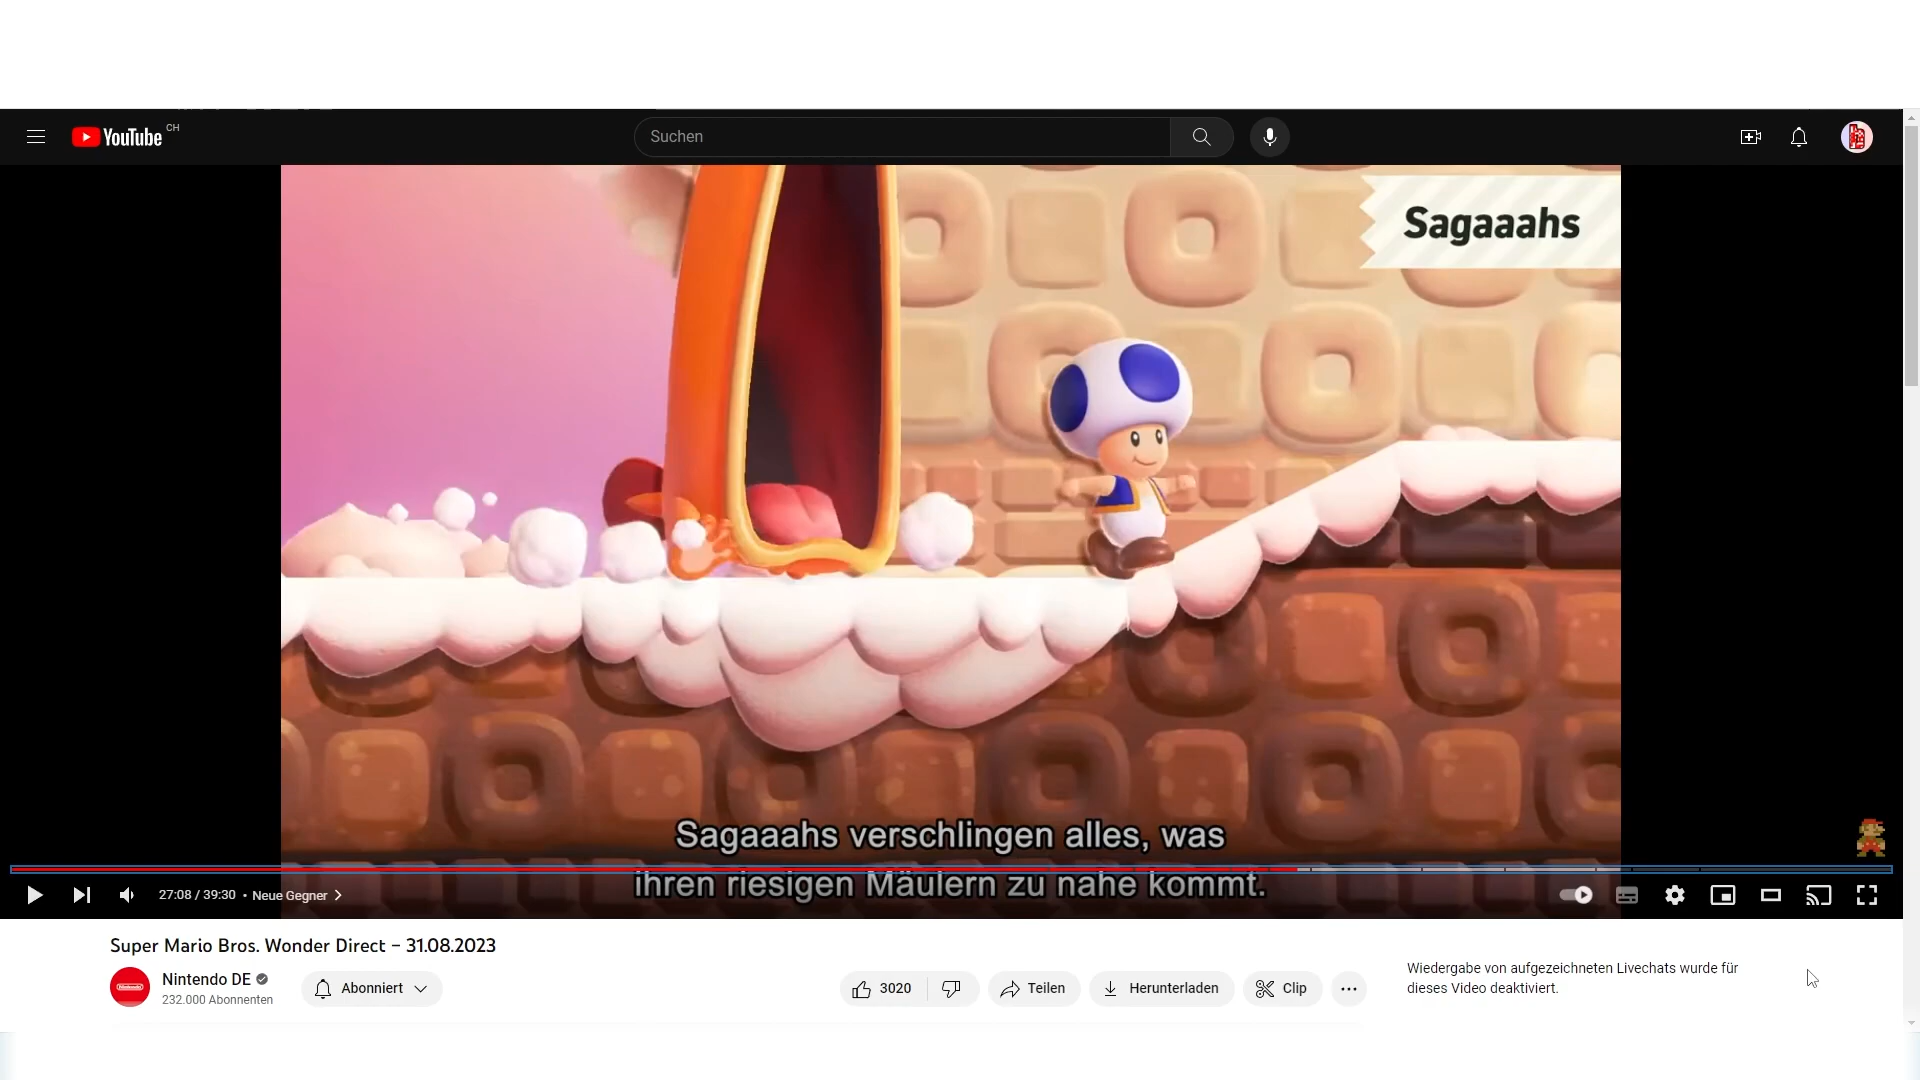 YouTube CH
Suchen
Sagaaahs
Sagaaahs verschlingen alles, was
ihren riesigen Mäulern zu nahe kommt.
27:08 / 39:30 • Neue Gegner
Super Mario Bros. Wonder Direct – 31.08.2023
Nintendo
Nintendo DE
232.000 Abonnenten
Abonniert
3020
Teilen
Herunterladen
Clip
Wiedergabe von aufgezeichneten Livechats wurde für
dieses Video deaktiviert.